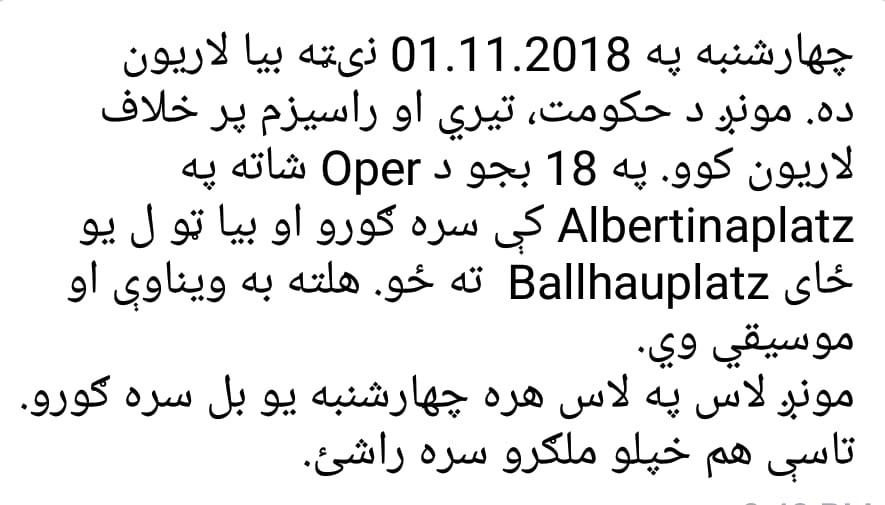 چهارشنبه په 01.11.2018 نیټه بیا لاریون
ده. مونږ د حکومت، تیري او راسیزم پر خلاف
لاریون کوو. په 18 بجو د Oper شاته په
Albertinaplatz کې سره ګورو او بیا ټو ل یو
ځای Ballhauplatz ته ځو. هلته به ویناوې او
موسیقي وي.
مونږ لاس په لاس هره چهارشنبه یو بل سره ګورو.
تاسې هم خپلو ملګرو سره راشئ.